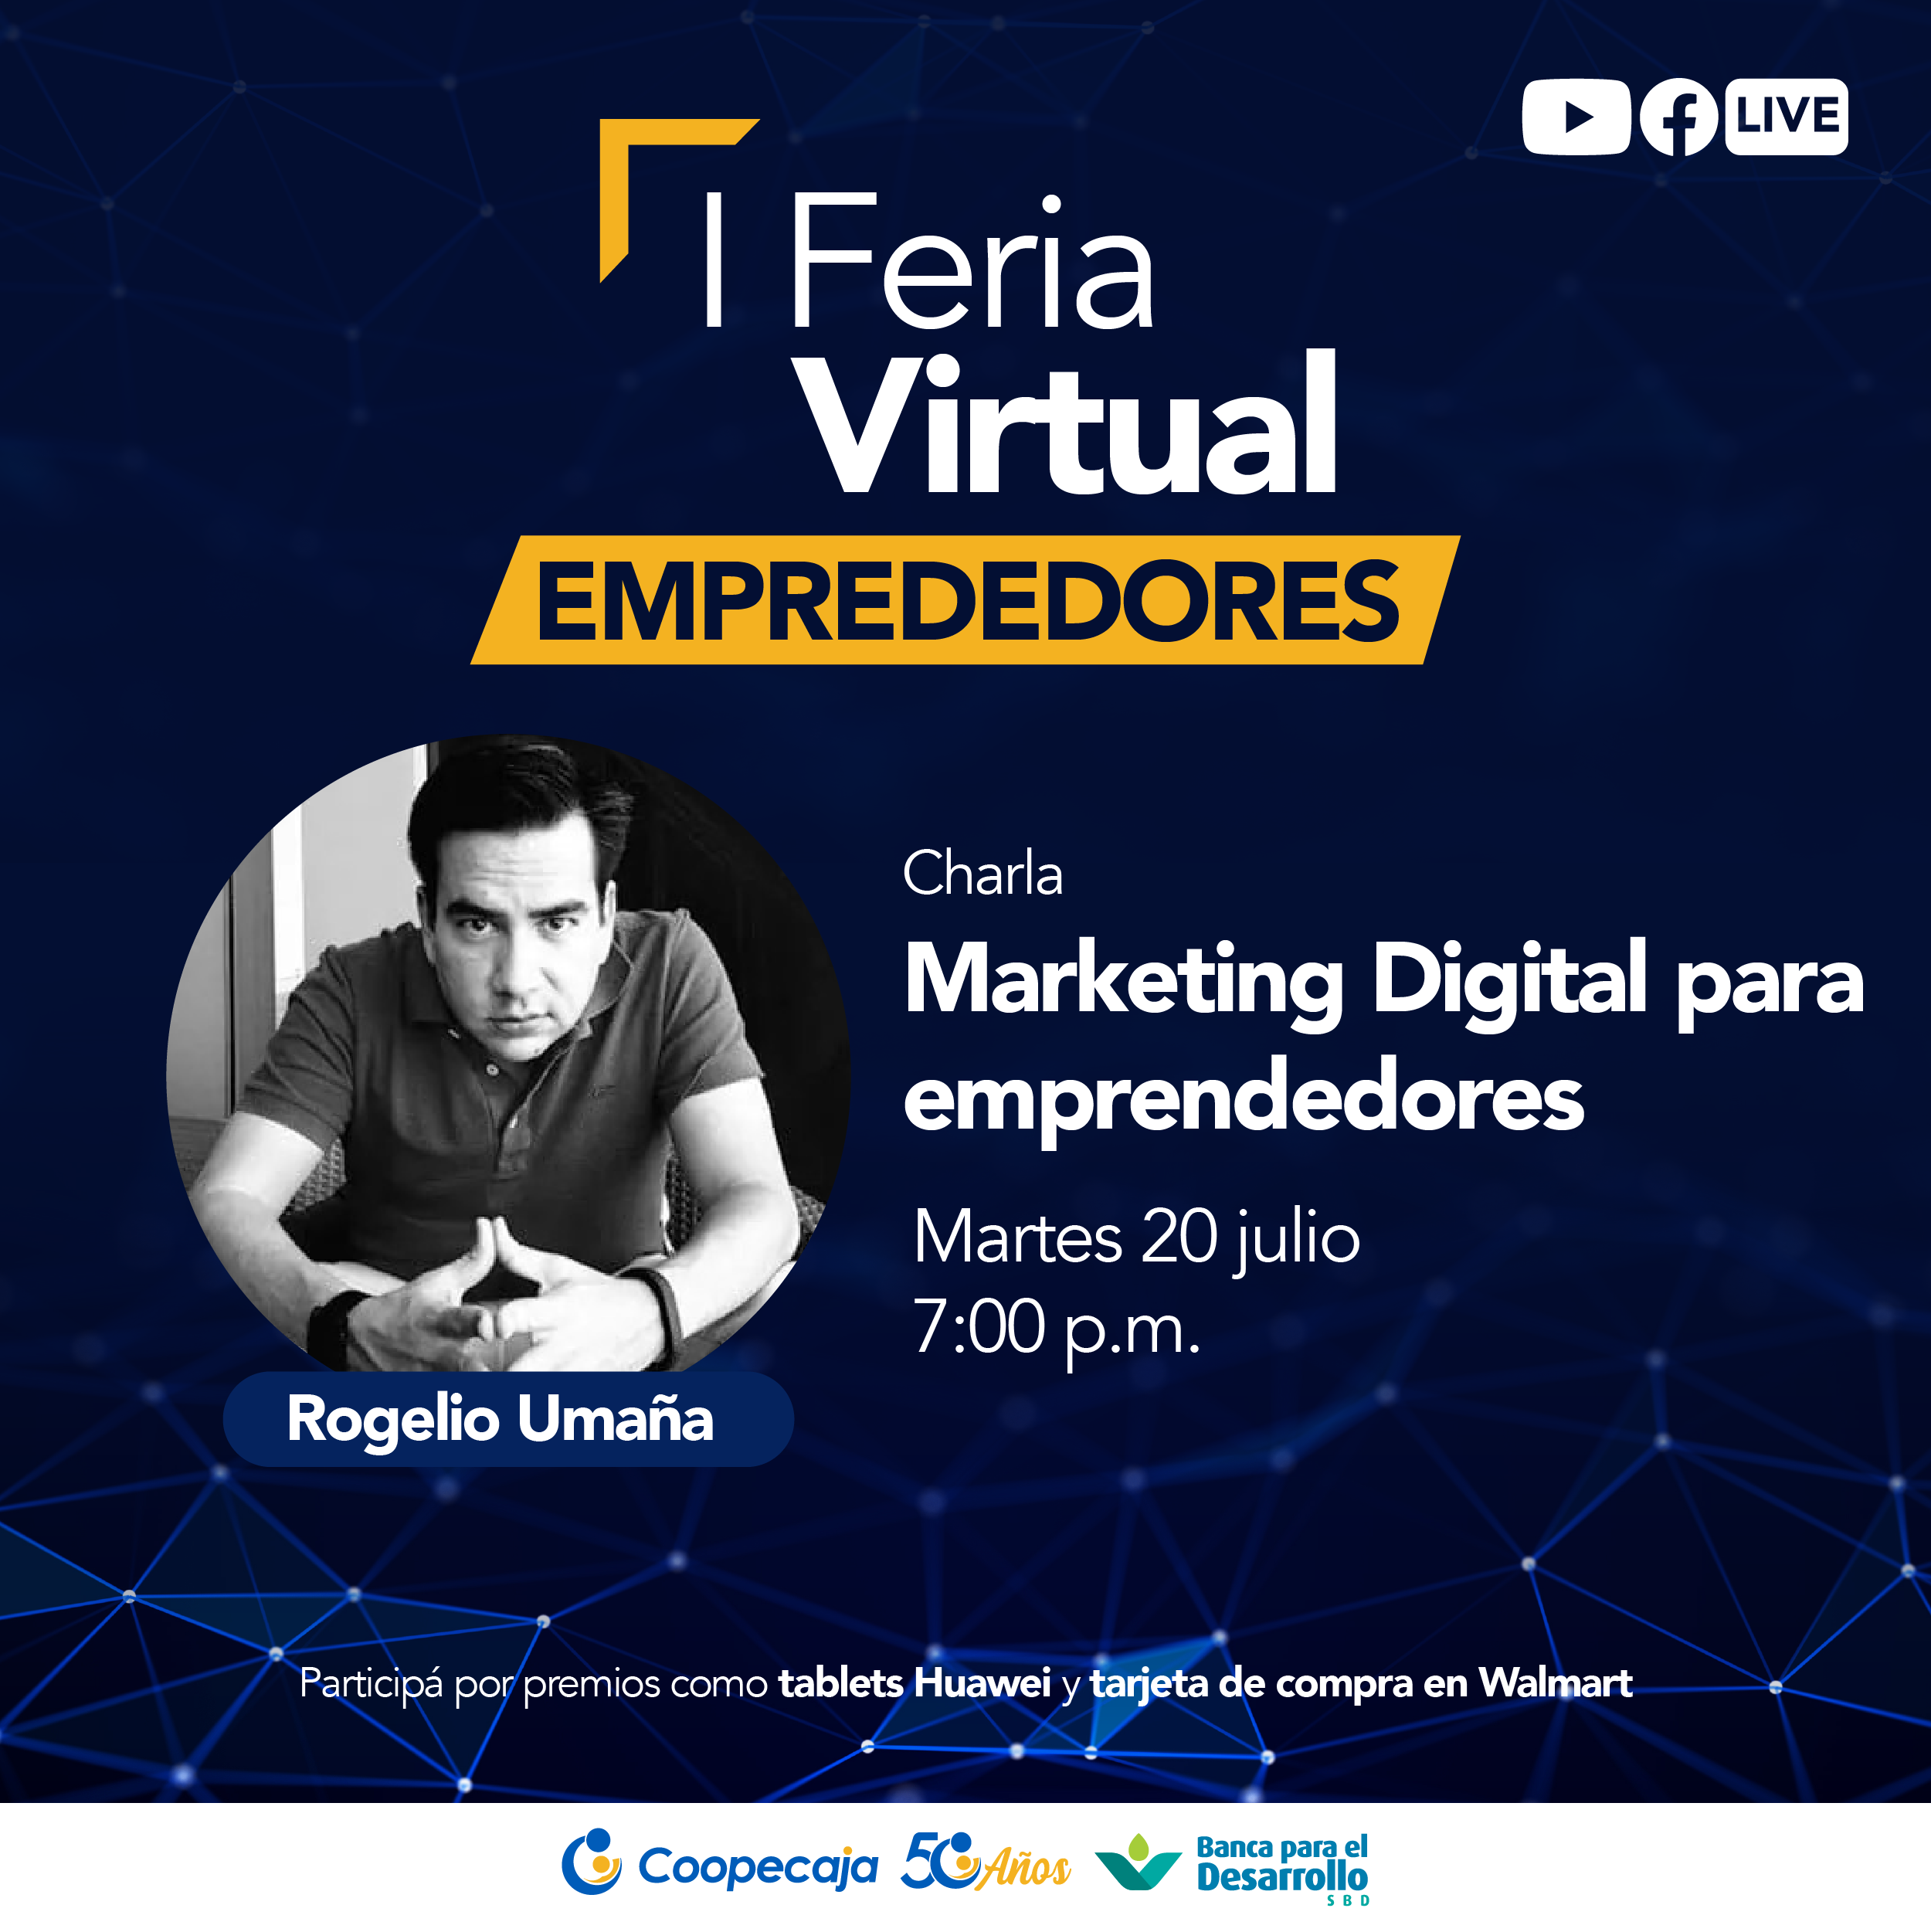 LIVE
I Feria
Virtual
EMPREDEDORES
Charla
Marketing Digital para
emprendedores
Martes 20 julio
7:00 p.m.
Rogelio Umaña
Participá por premios como tablets Huawei y tarjeta de compra en Walmart
Coopecaja 50 Años
Banca para el
Desarrollo
SBD